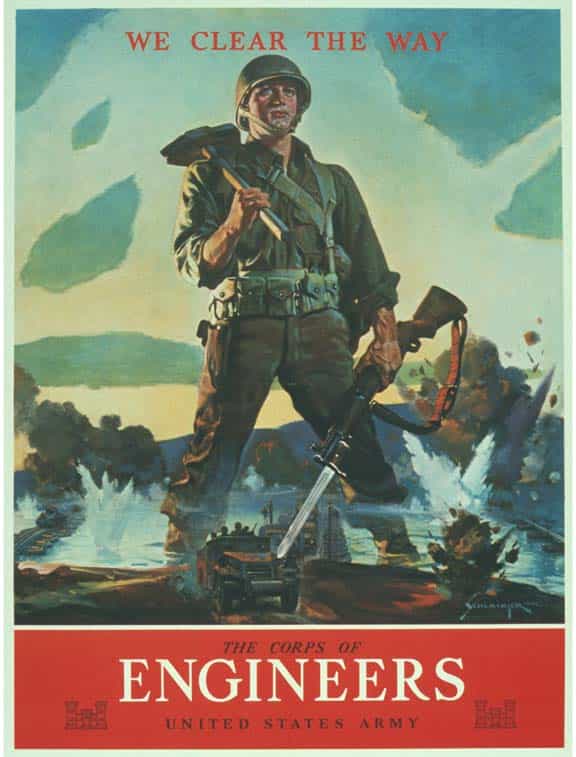 WE CLEAR THE WAY
THE CORPS OF
ENGINEERS
UNITED STATES ARMY